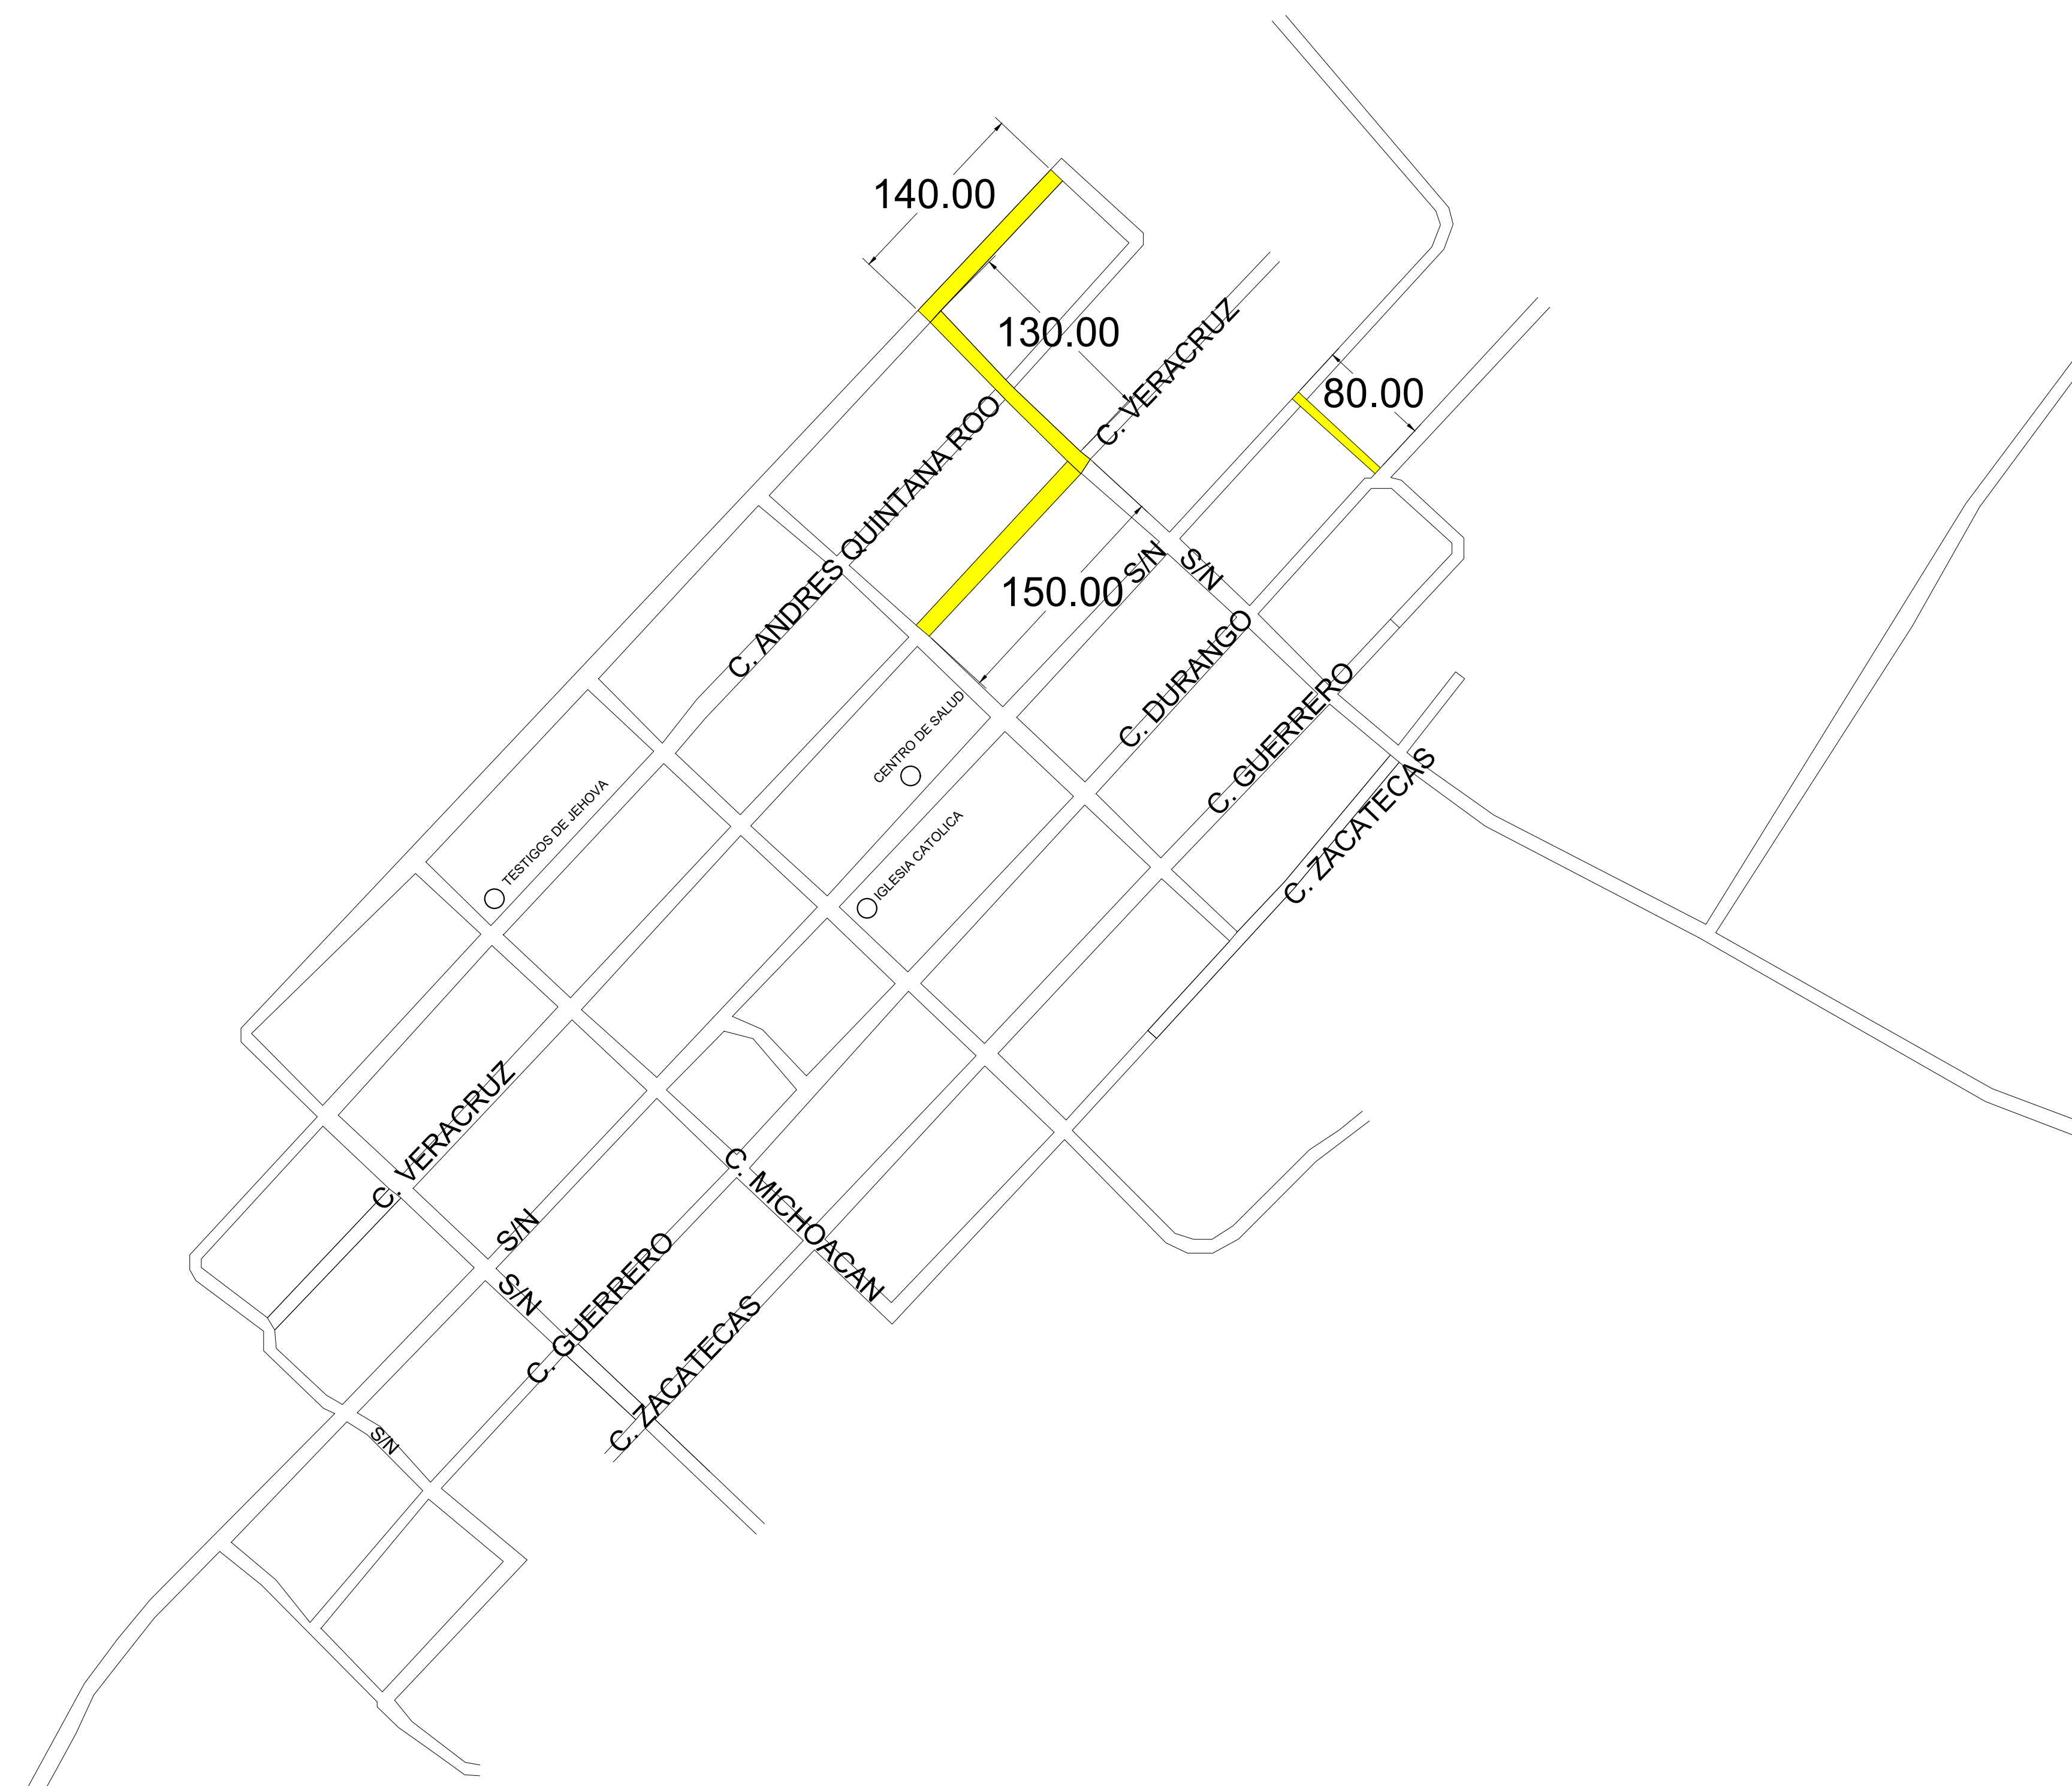 140.00
130.00
C. VERACRUZ
80.00
C. ANDRES QUINTANA ROO
150.00
S/N
S/N
C. DURANGO
C. GUERRERO
CENTRO DE SALUD
C. ZACATECAS
TESTIGOS DE JEHOVA
IGLESIA CATOLICA
C. VERACRUZ
C. MICHOACAN
S/N
S/N
C. GUERRERO
C. ZACATECAS
S/N